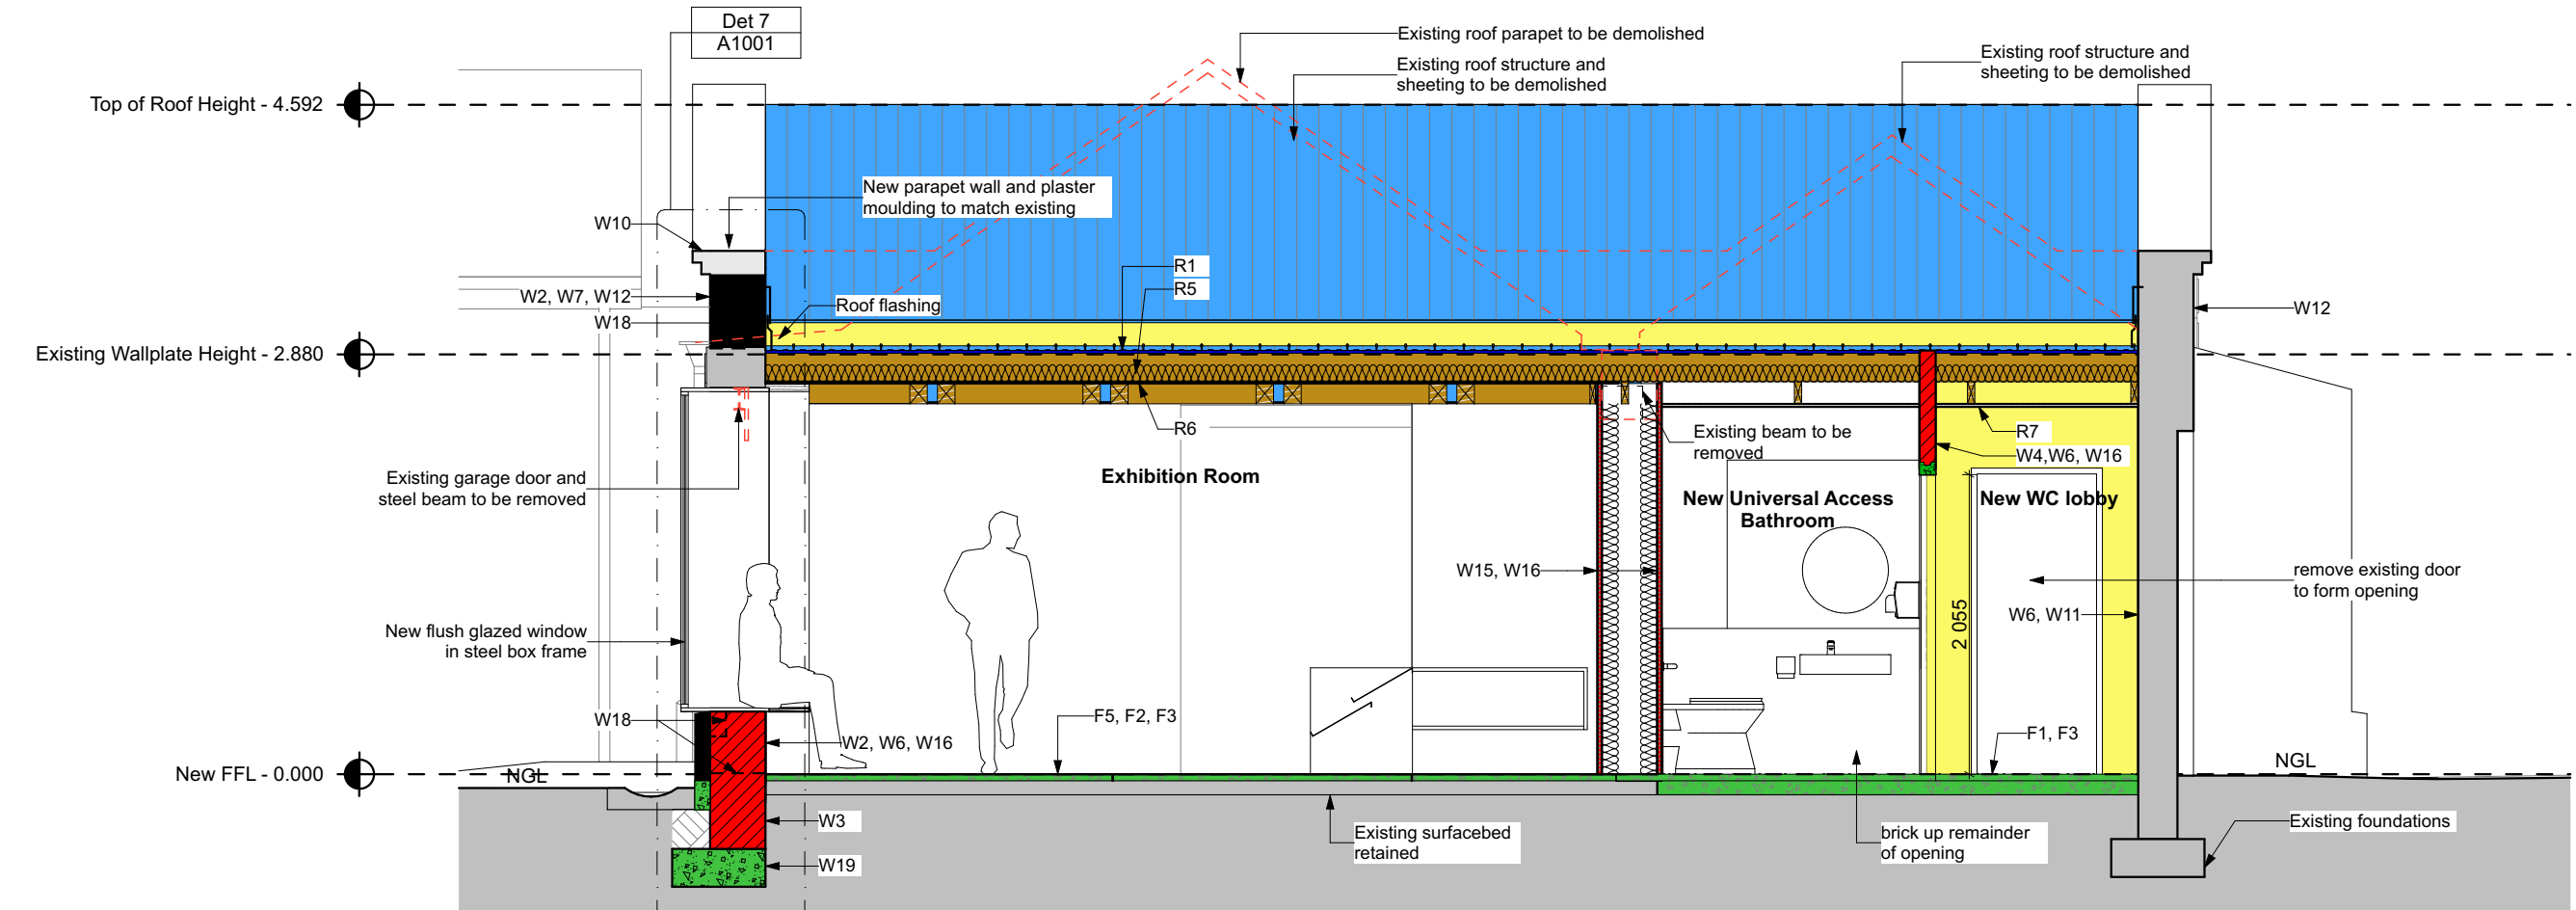 Det 7
A1001
Existing roof parapet to be demolished
Existing roof structure and
sheeting to be demolished
Existing roof structure and
sheeting to be demolished
Top of Roof Height - 4.592
New parapet wall and plaster
moulding to match existing
W10
R1
R5
W2, W7, W12
Roof flashing
W12
W18
Existing Wallplate Height - 2.880
R6
Existing beam to be
removed
R7
W4,W6, W16
Existing garage door and
steel beam to be removed
Exhibition Room
New Universal Access
Bathroom
New WC lobby
W15, W16
remove existing door
to form opening
2 055
W6, W11
New flush glazed window
in steel box frame
W18
F5, F2, F3
W2, W6, W16
F1, F3
New FFL - 0.000
NGL
NGL
W3
Existing surfacebed
retained
brick up remainder
of opening
Existing foundations
W19